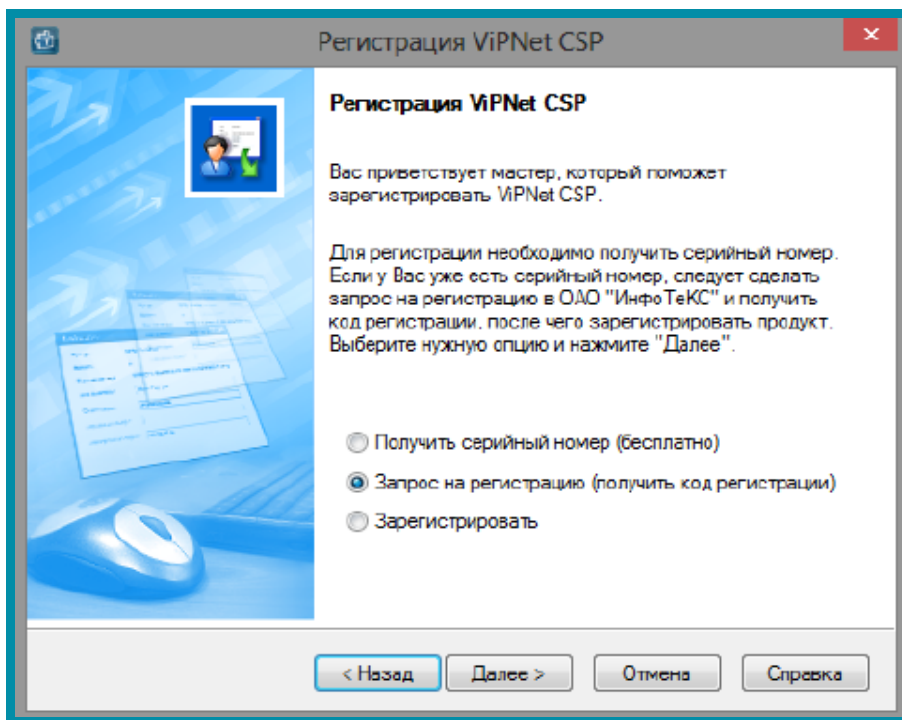 Регистрация ViPNet CSP
Регистрация ViPNet CSP
Вас приветствует мастер, который поможет
зарегистрировать ViPNet CSP.
Для регистрации необходимо получить серийный номер.
Если у Вас уже есть серийный номер, следует сделать
запрос на регистрацию в ОАО "ИнфоТеКС" и получить
код регистрации, после чего зарегистрировать продукт.
Выберите нужную опцию и нажмите "Далее".
Получить серийный номер (бесплатно)
Запрос на регистрацию (получить код регистрации)
Зарегистрировать
< Назад
Далее >
Отмена
Справка